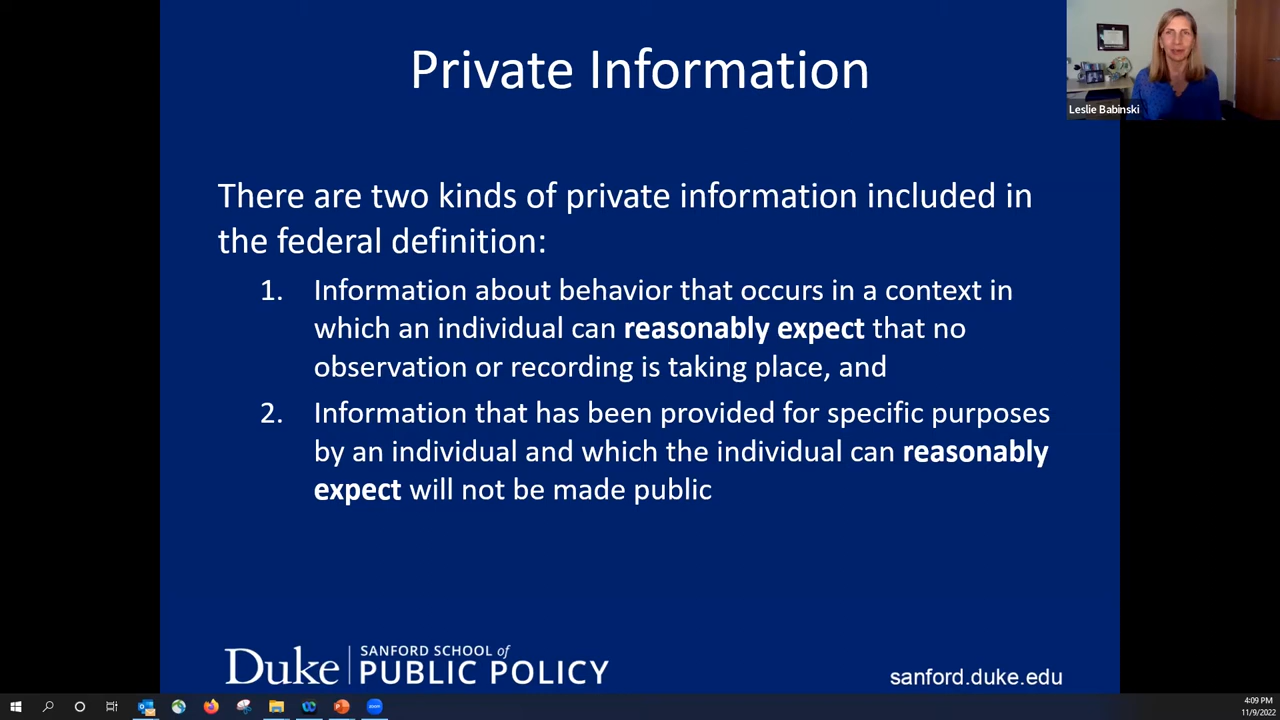 Private Information
Leslie Babinski
There are two kinds of private information included in
the federal definition:
1. Information about behavior that occurs in a context in
which an individual can reasonably expect that no
observation or recording is taking place, and
2. Information that has been provided for specific purposes
by an individual and which the individual can reasonably
expect will not be made public
Duke
SANFORD SCHOOL of
PUBLIC POLICY
sanford.duke.edu
4:09 PM
11/9/2022